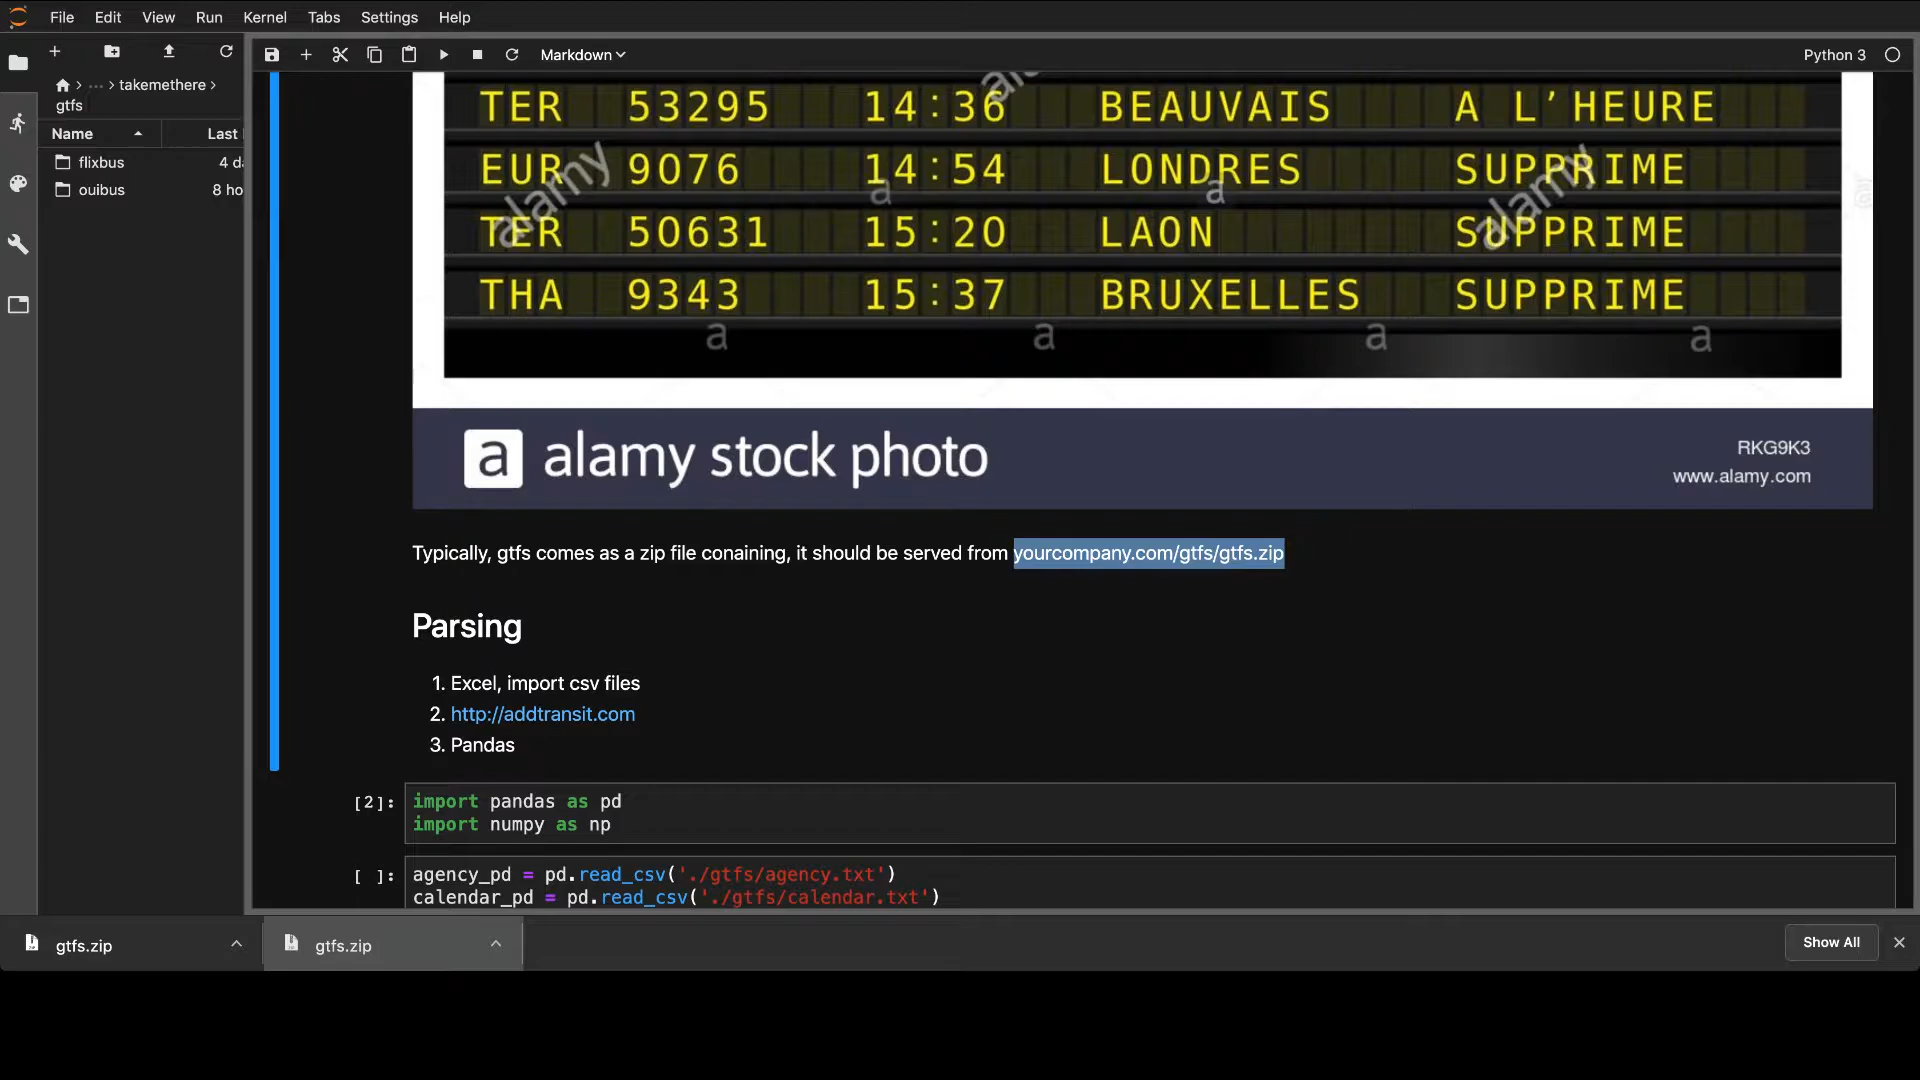 File Edit View Run Kernel Tabs Settings Help
Markdown
Python 3
takemethere
gtfs
Name Last
flixbus 4 d
ouibus 8 ho
TER 53295 14:36 BEAUVAIS A L'HEURE
EUR 9076 14:54 LONDRES SUPPRIME
TER 50631 15:20 LAON SUPPRIME
THA 9343 15:37 BRUXELLES SUPPRIME
alamy
alamy
a a a a
a alamy stock photo
RKG9K3
www.alamy.com
Typically, gtfs comes as a zip file conaining, it should be served from yourcompany.com/gtfs/gtfs.zip
Parsing
1. Excel, import csv files
2. http://addtransit.com
3. Pandas
[2]:
import pandas as pd
import numpy as np
[ ]:
agency_pd = pd.read_csv('./gtfs/agency.txt')
calendar_pd = pd.read_csv('./gtfs/calendar.txt')
gtfs.zip
gtfs.zip
Show All